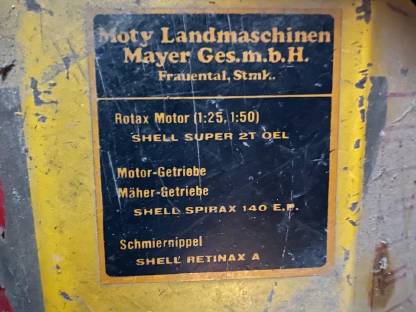 Moty Landmaschinen
Mayer Ges.m.b.H.
Frauental, Stmk.
Rotax Motor (1:25, 1:50)
SHELL SUPER 2T OEL
Motor-Getriebe
Mäher-Getriebe
SHELL SPIRAX 140 E.P.
Schmiernippel
SHELL RETINAX A